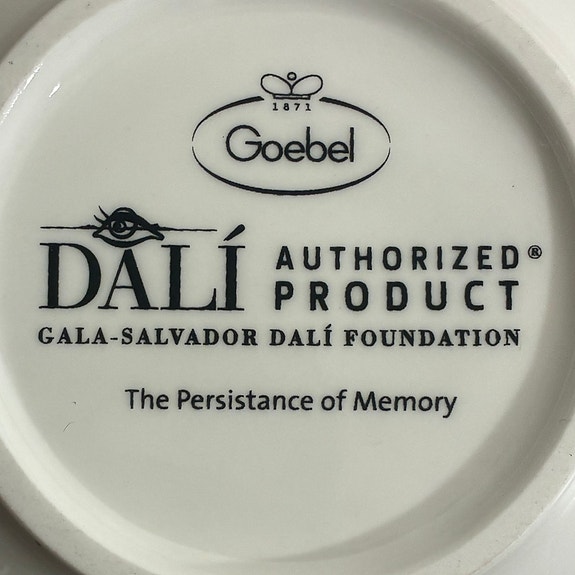 1871
Goebel
DALÍ AUTHORIZED®
PRODUCT
GALA-SALVADOR DALÍ FOUNDATION
The Persistance of Memory